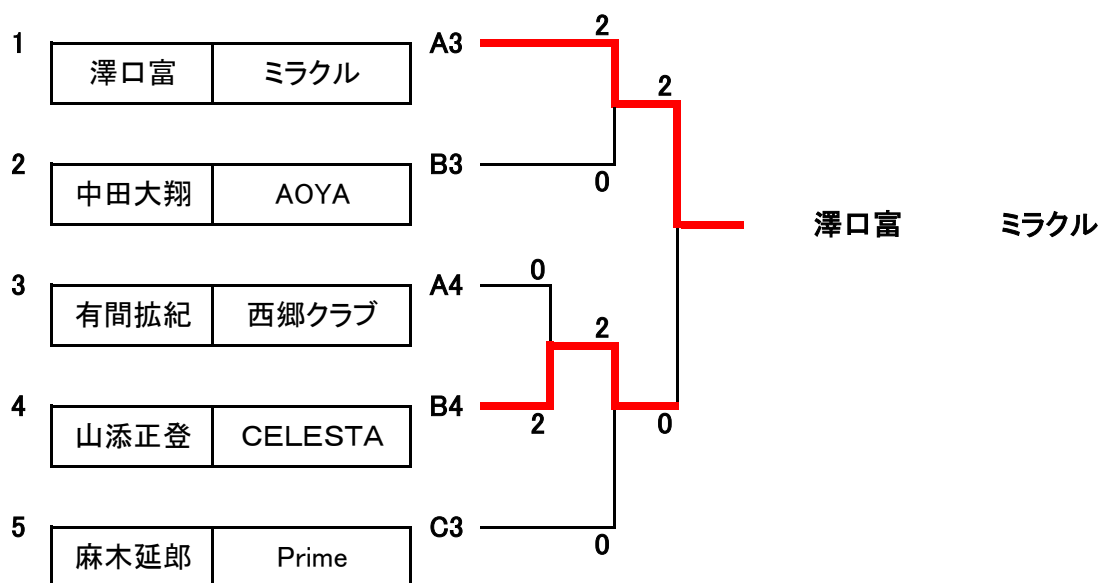 2
1 澤口富 ミラクル A3
2
2 中田大翔 AOYA B3
0
澤口富 ミラクル
0
3 有間拡紀 西郷クラブ A4
2
4 山添正登 CELESTA B4
2 0
5 麻木延郎 Prime C3
0